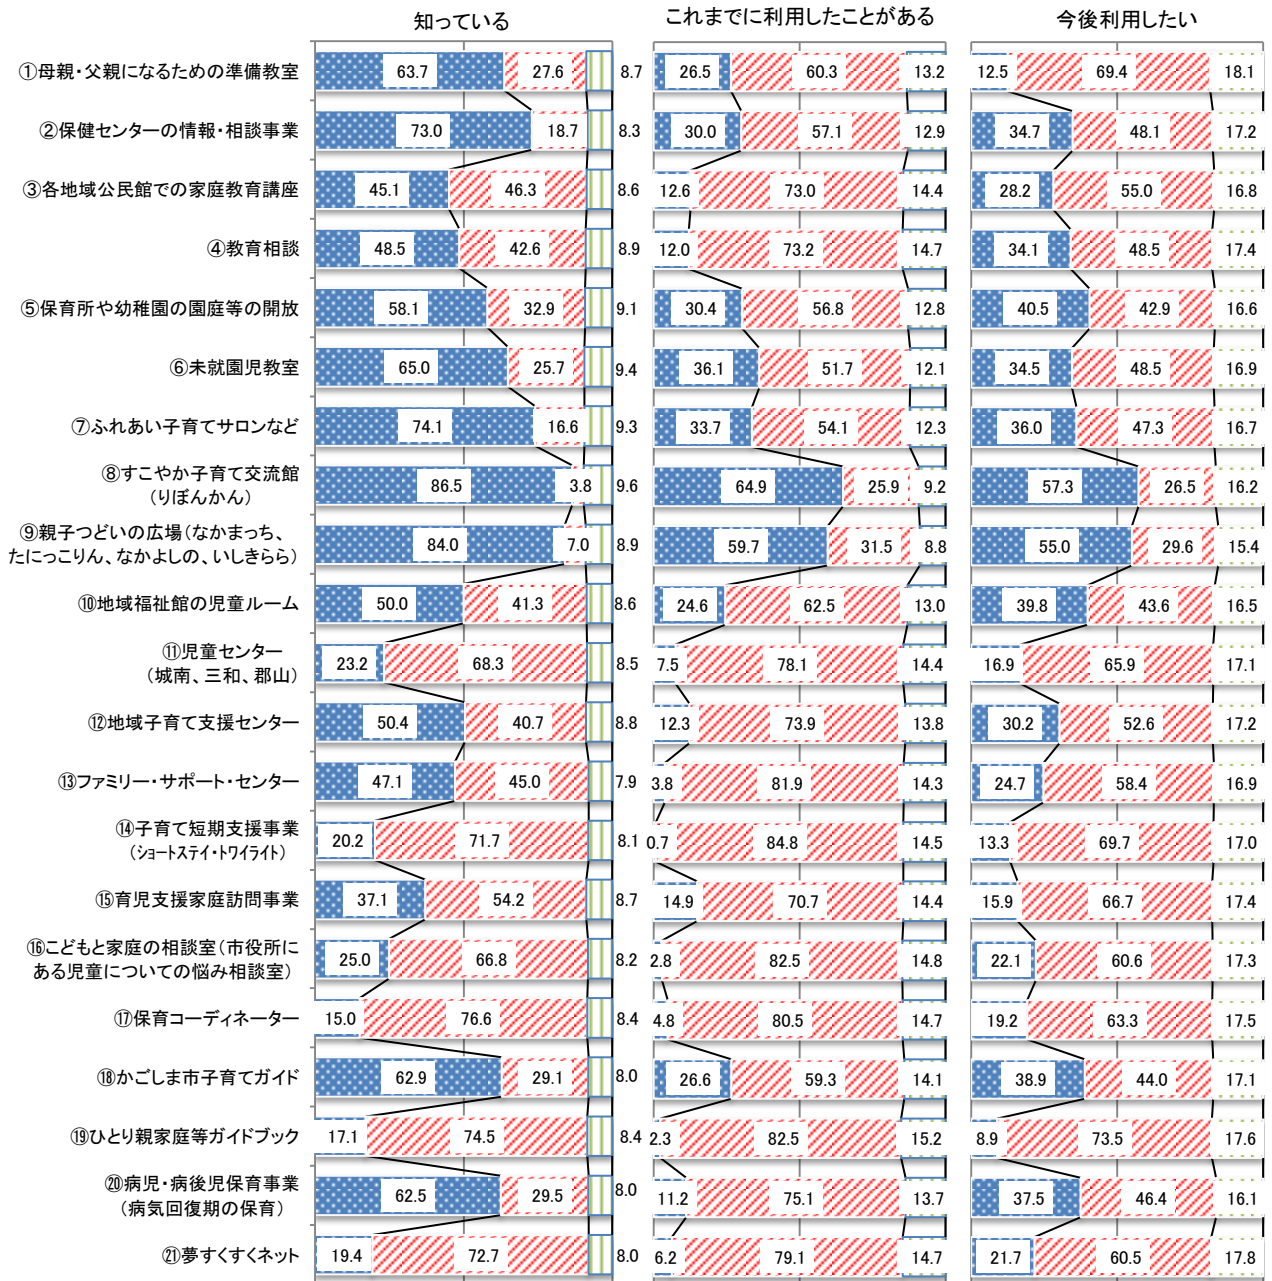 知っている
これまでに利用したことがある
今後利用したい
①母親・父親になるための準備教室
63.7 27.6 8.7 26.5 60.3 13.2 12.5 69.4 18.1
②保健センターの情報・相談事業
73.0 18.7 8.3 30.0 57.1 12.9 34.7 48.1 17.2
③各地域公民館での家庭教育講座
45.1 46.3 8.6 12.6 73.0 14.4 28.2 55.0 16.8
④教育相談
48.5 42.6 8.9 12.0 73.2 14.7 34.1 48.5 17.4
⑤保育所や幼稚園の園庭等の開放
58.1 32.9 9.1 30.4 56.8 12.8 40.5 42.9 16.6
⑥未就園児教室
65.0 25.7 9.4 36.1 51.7 12.1 34.5 48.5 16.9
⑦ふれあい子育てサロンなど
74.1 16.6 9.3 33.7 54.1 12.3 36.0 47.3 16.7
⑧すこやか子育て交流館
(りぼんかん)
86.5 3.8 9.6 64.9 25.9 9.2 57.3 26.5 16.2
⑨親子つどいの広場(なかまっち、
たにっこりん、なかよしの、いしきらら)
84.0 7.0 8.9 59.7 31.5 8.8 55.0 29.6 15.4
⑩地域福祉館の児童ルーム
50.0 41.3 8.6 24.6 62.5 13.0 39.8 43.6 16.5
⑪児童センター
(城南、三和、郡山)
23.2 68.3 8.5 7.5 78.1 14.4 16.9 65.9 17.1
⑫地域子育て支援センター
50.4 40.7 8.8 12.3 73.9 13.8 30.2 52.6 17.2
⑬ファミリー・サポート・センター
47.1 45.0 7.9 3.8 81.9 14.3 24.7 58.4 16.9
⑭子育て短期支援事業
(ショートステイ・トワイライト)
20.2 71.7 8.1 0.7 84.8 14.5 13.3 69.7 17.0
⑮育児支援家庭訪問事業
37.1 54.2 8.7 14.9 70.7 14.4 15.9 66.7 17.4
⑯こどもと家庭の相談室(市役所に
ある児童についての悩み相談室)
25.0 66.8 8.2 2.8 82.5 14.8 22.1 60.6 17.3
⑰保育コーディネーター
15.0 76.6 8.4 4.8 80.5 14.7 19.2 63.3 17.5
⑱かごしま市子育てガイド
62.9 29.1 8.0 26.6 59.3 14.1 38.9 44.0 17.1
⑲ひとり親家庭等ガイドブック
17.1 74.5 8.4 2.3 82.5 15.2 8.9 73.5 17.6
⑳病児・病後児保育事業
(病気回復期の保育)
62.5 29.5 8.0 11.2 75.1 13.7 37.5 46.4 16.1
㉑夢すくすくネット
19.4 72.7 8.0 6.2 79.1 14.7 21.7 60.5 17.8